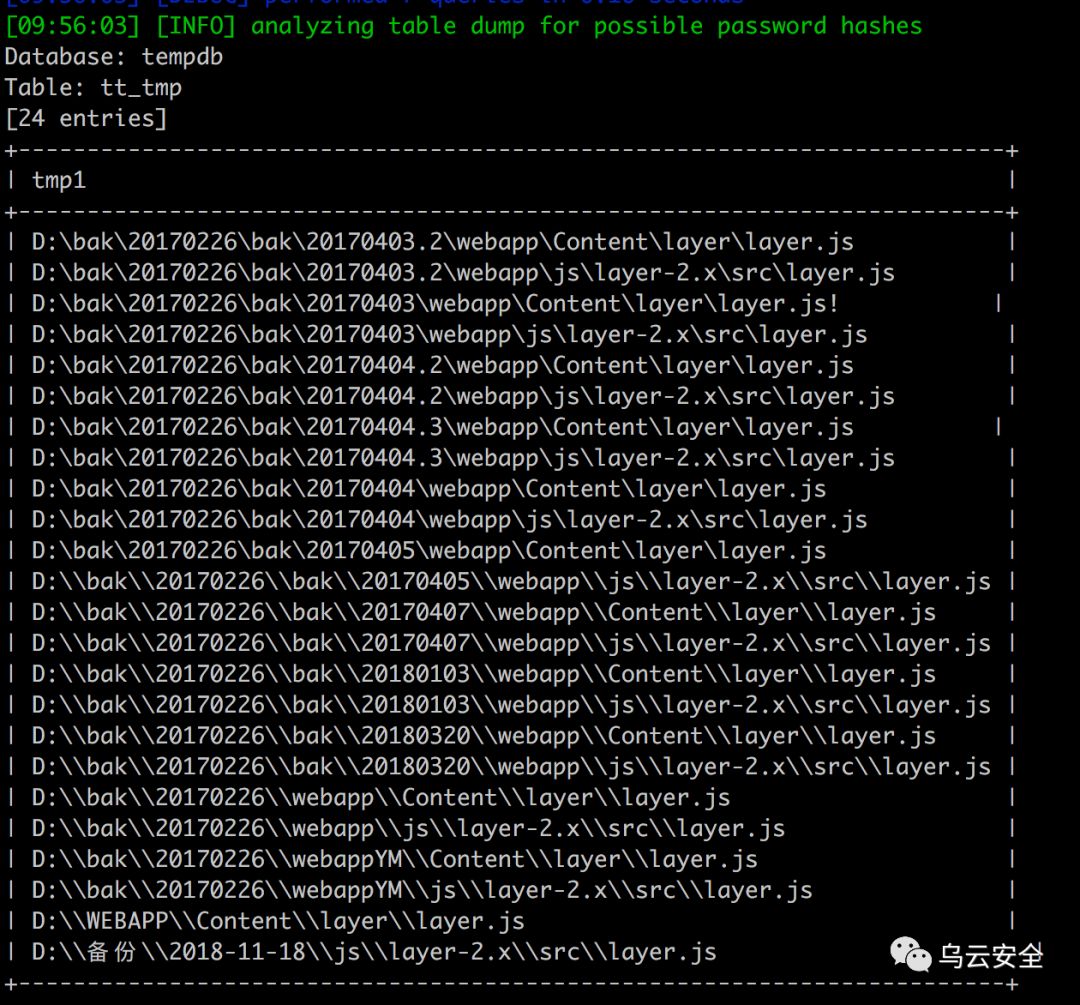 [09:56:03] [DEBUG] performed 7 queries in 0.10 seconds
[09:56:03] [INFO] analyzing table dump for possible password hashes
Database: tempdb
Table: tt_tmp
[24 entries]
+------------------------------------------------------------------------+
| tmp1 |
+------------------------------------------------------------------------+
| D:\bak\20170226\bak\20170403.2\webapp\Content\layer\layer.js |
| D:\bak\20170226\bak\20170403.2\webapp\js\layer-2.x\src\layer.js |
| D:\bak\20170226\bak\20170403\webapp\Content\layer\layer.js! |
| D:\bak\20170226\bak\20170403\webapp\js\layer-2.x\src\layer.js |
| D:\bak\20170226\bak\20170404.2\webapp\Content\layer\layer.js |
| D:\bak\20170226\bak\20170404.2\webapp\js\layer-2.x\src\layer.js |
| D:\bak\20170226\bak\20170404.3\webapp\Content\layer\layer.js |
| D:\bak\20170226\bak\20170404.3\webapp\js\layer-2.x\src\layer.js |
| D:\bak\20170226\bak\20170404\webapp\Content\layer\layer.js |
| D:\bak\20170226\bak\20170404\webapp\js\layer-2.x\src\layer.js |
| D:\bak\20170226\bak\20170405\webapp\Content\layer\layer.js |
| D:\\bak\\20170226\\bak\\20170405\\webapp\\js\\layer-2.x\\src\\layer.js |
| D:\\bak\\20170226\\bak\\20170407\\webapp\\Content\\layer\\layer.js |
| D:\\bak\\20170226\\bak\\20170407\\webapp\\js\\layer-2.x\\src\\layer.js |
| D:\\bak\\20170226\\bak\\20180103\\webapp\\Content\\layer\\layer.js |
| D:\\bak\\20170226\\bak\\20180103\\webapp\\js\\layer-2.x\\src\\layer.js |
| D:\\bak\\20170226\\bak\\20180320\\webapp\\Content\\layer\\layer.js |
| D:\\bak\\20170226\\bak\\20180320\\webapp\\js\\layer-2.x\\src\\layer.js |
| D:\\bak\\20170226\\webapp\\Content\\layer\\layer.js |
| D:\\bak\\20170226\\webapp\\js\\layer-2.x\\src\\layer.js |
| D:\\bak\\20170226\\webappYM\\Content\\layer\\layer.js |
| D:\\bak\\20170226\\webappYM\\js\\layer-2.x\\src\\layer.js |
| D:\\WEBAPP\\Content\\layer\\layer.js |
| D:\\备份\\2018-11-18\\js\\layer-2.x\\src\\layer.js |
乌云安全
+------------------------------------------------------------------------+